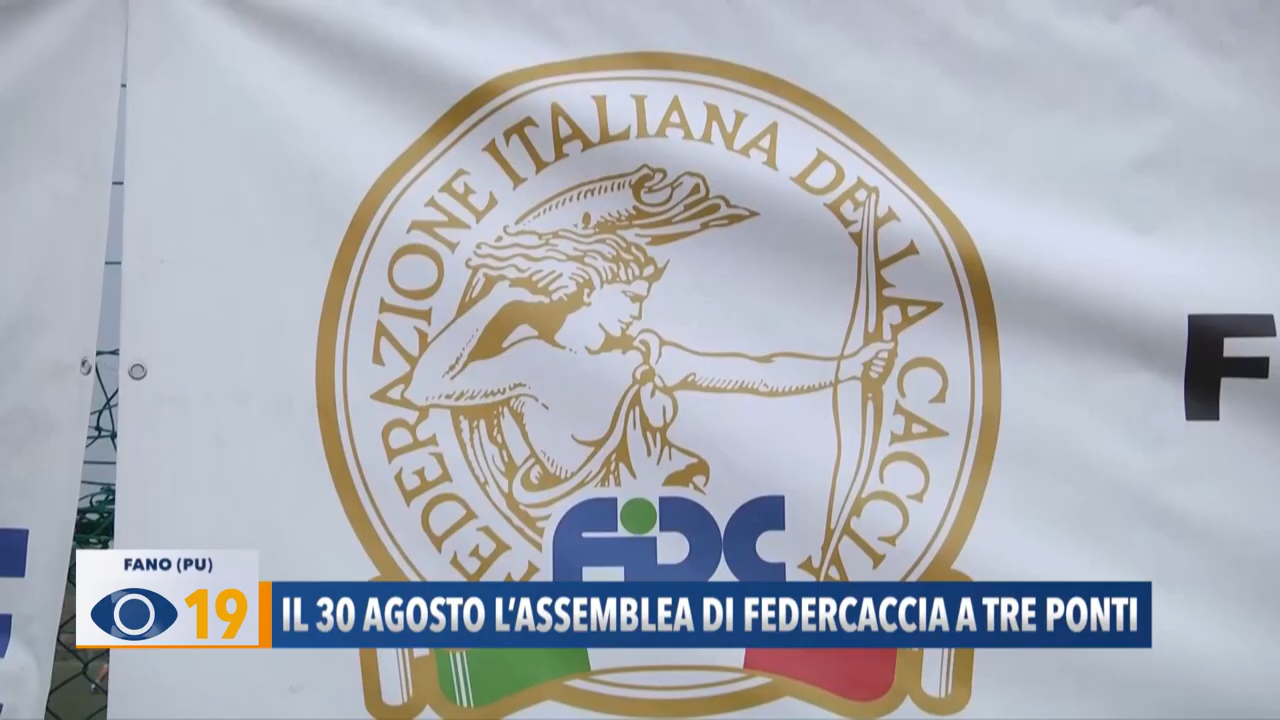 FEDERAZIONE ITALIANA DELLA CACCIA
F
FIDC
FANO (PU)
19
IL 30 AGOSTO L'ASSEMBLEA DI FEDERCACCIA A TRE PONTI